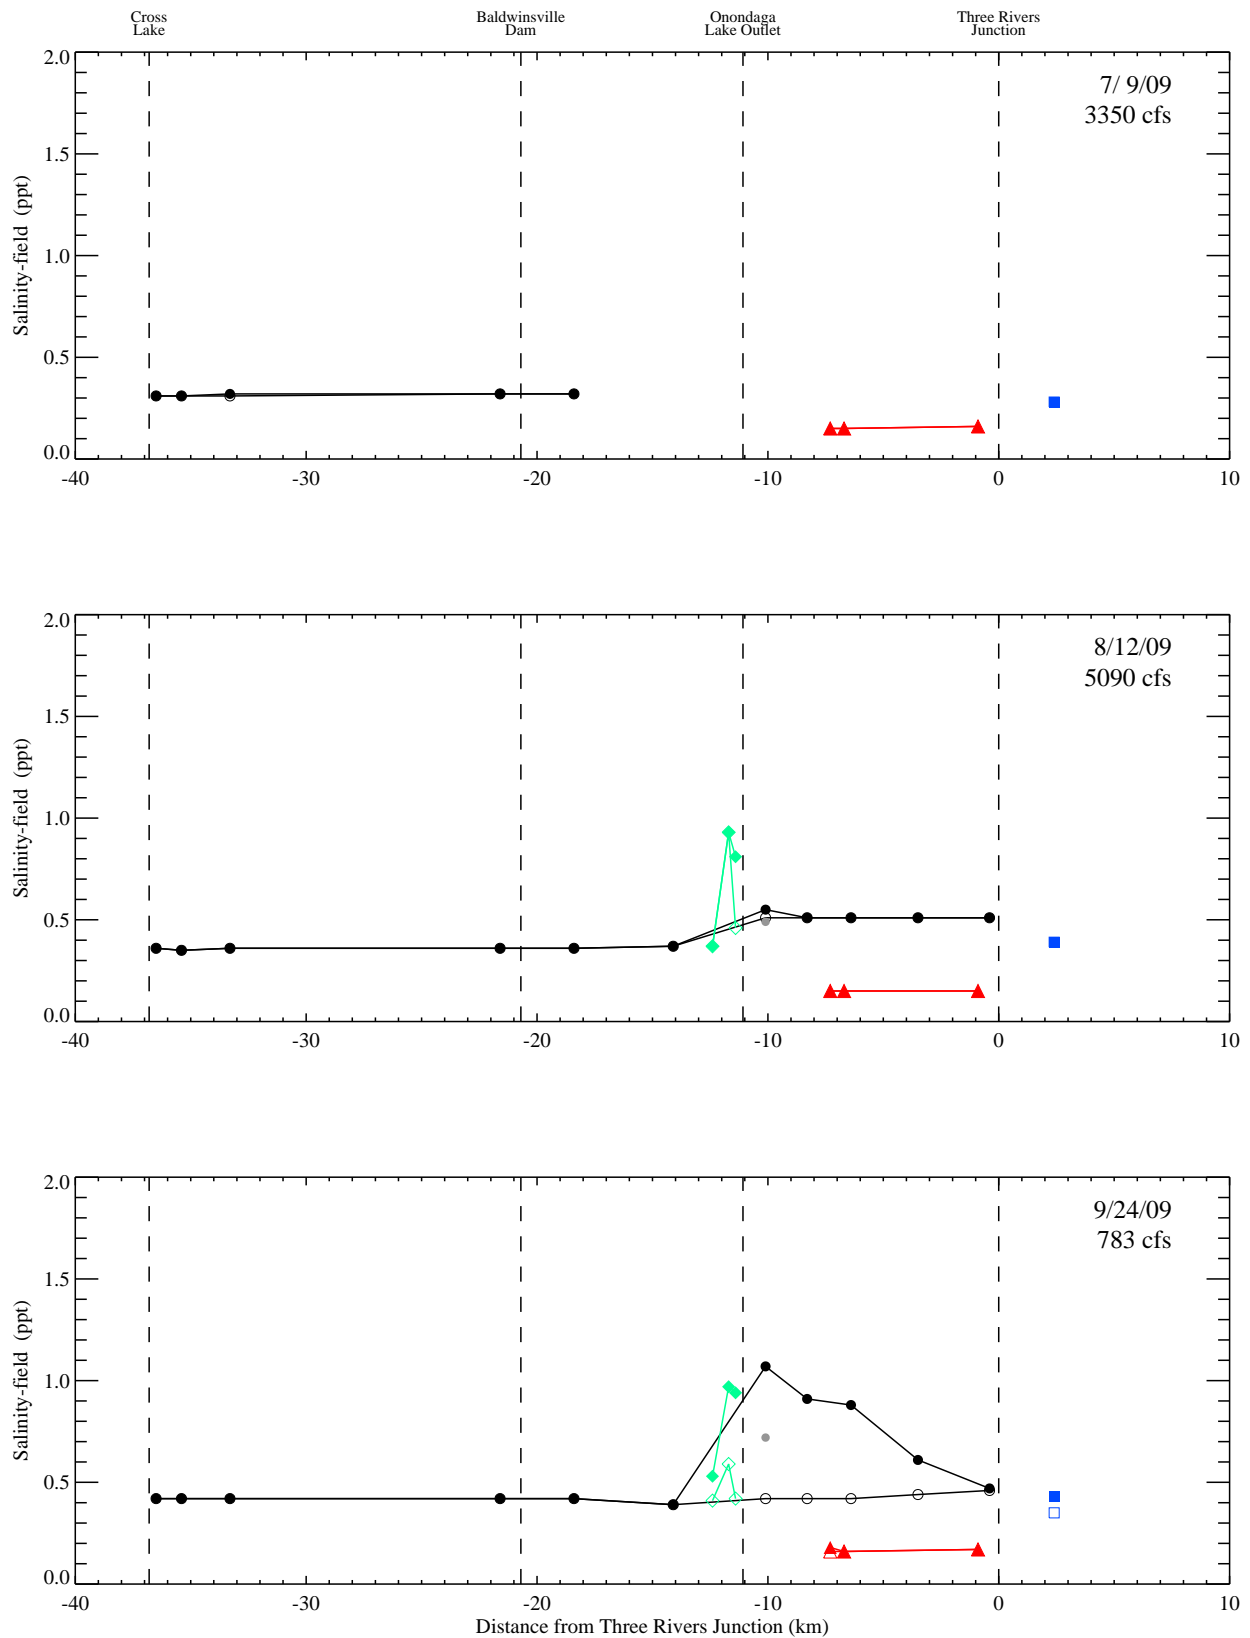 Cross Baldwinsville Onondaga Three Rivers
Lake Dam Lake Outlet Junction
2.0
7/ 9/09
3350 cfs
1.5
Salinity-field (ppt)
1.0
0.5
0.0
-40 -30 -20 -10 0 10
2.0
8/12/09
5090 cfs
1.5
Salinity-field (ppt)
1.0
0.5
0.0
-40 -30 -20 -10 0 10
2.0
9/24/09
783 cfs
1.5
Salinity-field (ppt)
1.0
0.5
0.0
-40 -30 -20 -10 0 10
Distance from Three Rivers Junction (km)